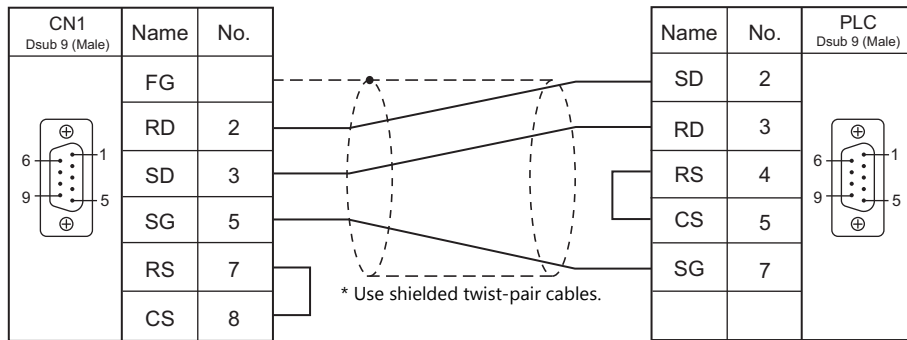 CN1
Dsub 9 (Male)
Name No.
FG
RD 2
SD 3
SG 5
RS 7
CS 8
6
1
9
5
* Use shielded twist-pair cables.
Name No.
PLC
Dsub 9 (Male)
SD 2
RD 3
RS 4
CS 5
SG 7
6
1
9
5